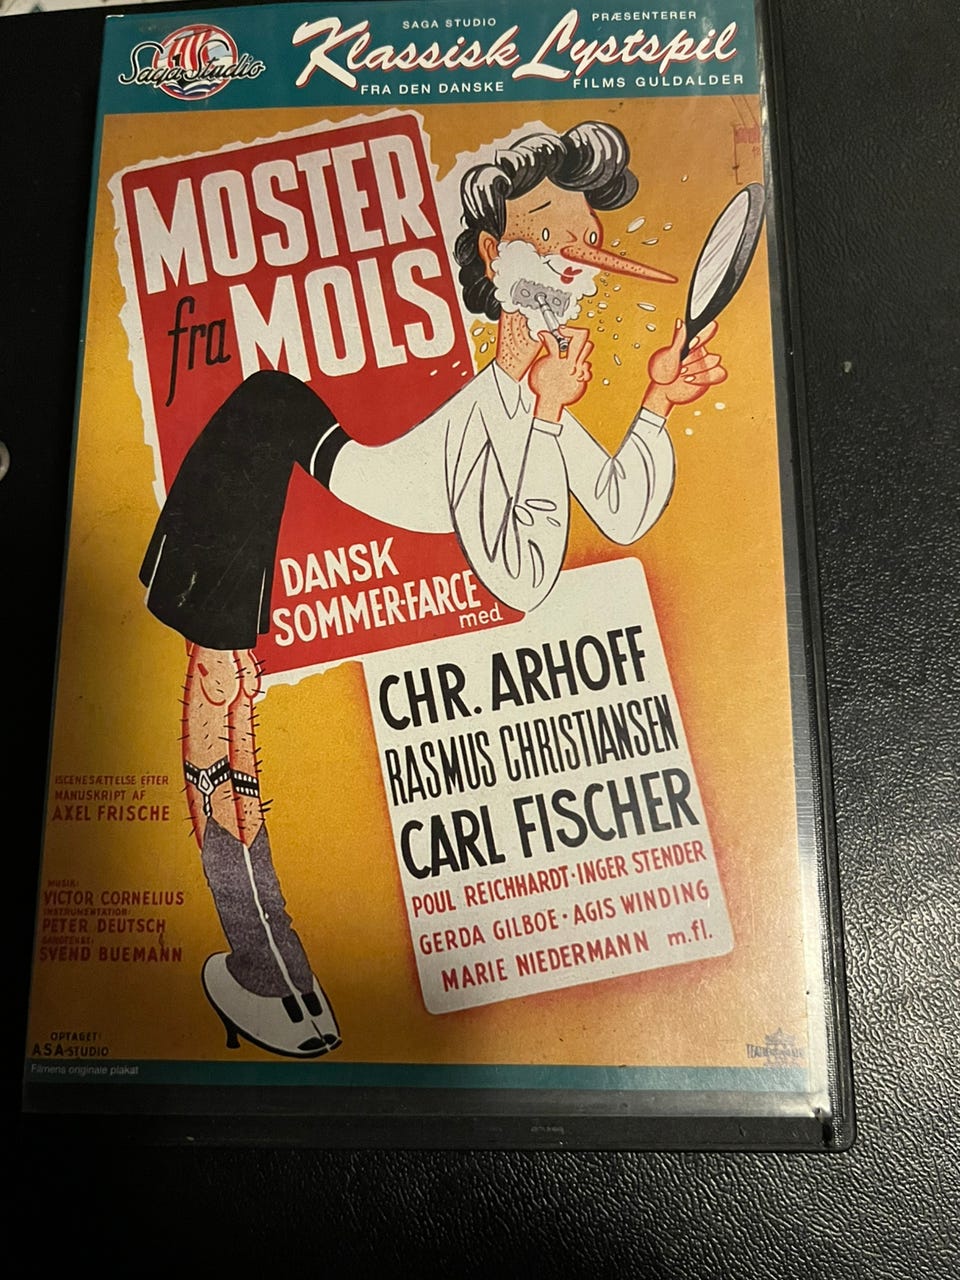 Saga Studio
SAGA STUDIO PRÆSENTERER
Klassisk Lystspil
FRA DEN DANSKE FILMS GULDALDER
MOSTER
fra MOLS
DANSK
SOMMER-FARCE
med
CHR. ARHOFF
RASMUS CHRISTIANSEN
CARL FISCHER
POUL REICHHARDT · INGER STENDER
GERDA GILBOE · AGIS WINDING
MARIE NIEDERMANN m.fl.
ISCENESÆTTELSE EFTER
MANUSKRIPT AF
AXEL FRISCHE
MUSIK:
VICTOR CORNELIUS
INSTRUMENTATION:
PETER DEUTSCH
SANGTEKST:
SVEND BUEMANN
OPTAGET:
ASA-STUDIO
Filmens originale plakat